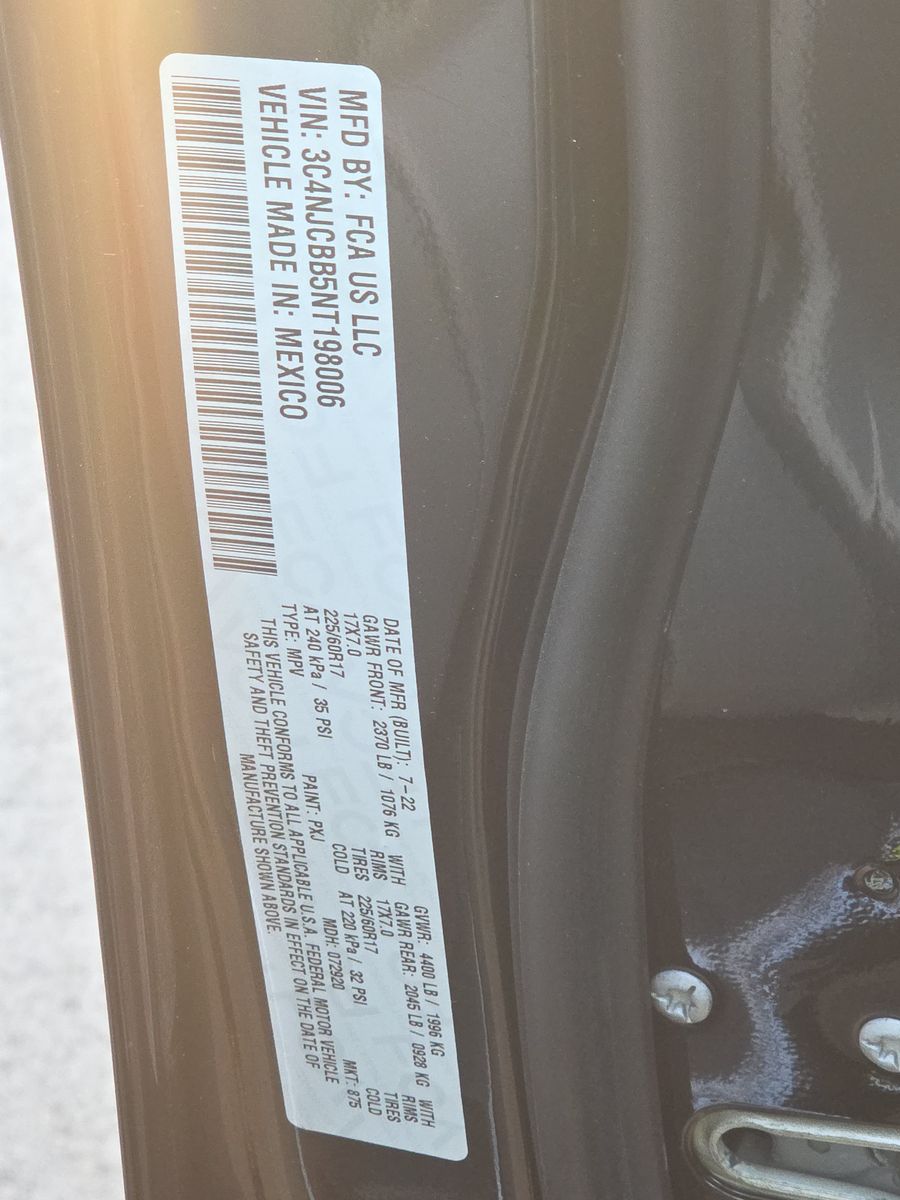 MFD BY: FCA US LLC
VIN: 3C4NJCBB5NT198006
VEHICLE MADE IN: MEXICO
DATE OF MFR (BUILT): 7-22 GVWR: 4400 LB / 1996 KG
GAWR FRONT: 2370 LB / 1076 KG WITH GAWR REAR: 2045 LB / 0928 KG WITH
17X7.0 RIMS 17X7.0 RIMS
225/60R17 TIRES 225/60R17 TIRES
AT 240 kPa / 35 PSI COLD AT 220 kPa / 32 PSI COLD
TYPE: MPV PAINT: PXJ MDH: 072920 MKT: 875
THIS VEHICLE CONFORMS TO ALL APPLICABLE U.S.A. FEDERAL MOTOR VEHICLE
SAFETY AND THEFT PREVENTION STANDARDS IN EFFECT ON THE DATE OF
MANUFACTURE SHOWN ABOVE.